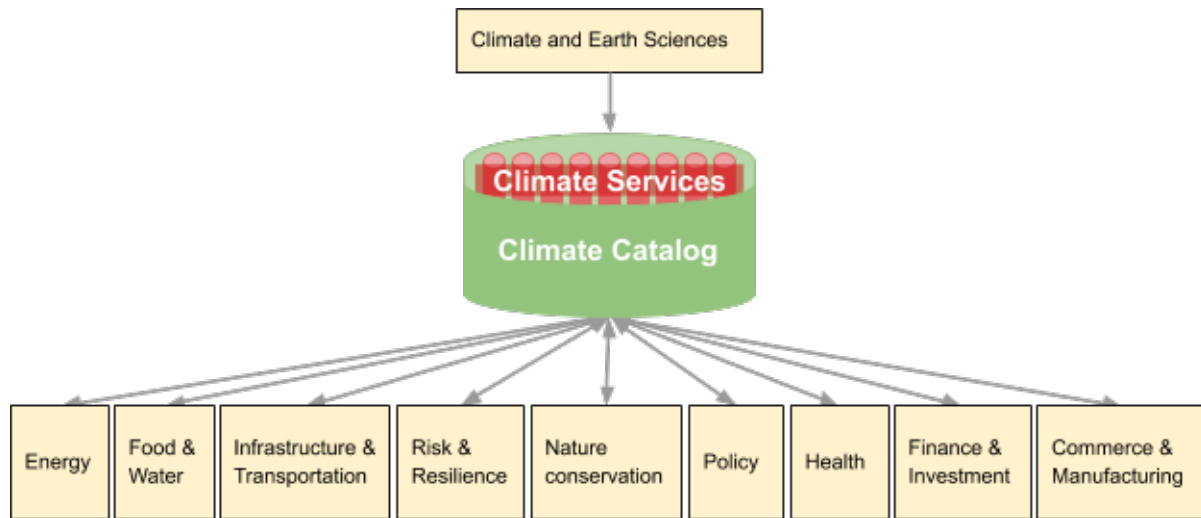 Climate and Earth Sciences
Climate Services
Climate Catalog
Energy
Food &
Water
Infrastructure &
Transportation
Risk &
Resilience
Nature
conservation
Policy
Health
Finance &
Investment
Commerce &
Manufacturing